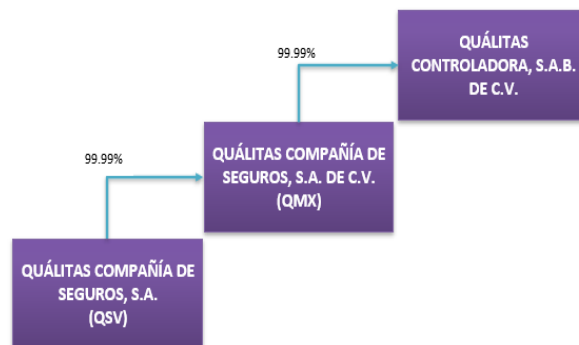 QUÁLITAS
CONTROLADORA, S.A.B.
DE C.V.
99.99%
QUÁLITAS COMPAÑÍA DE
SEGUROS, S.A. DE C.V.
(QMX)
99.99%
QUÁLITAS COMPAÑÍA DE
SEGUROS, S.A.
(QSV)